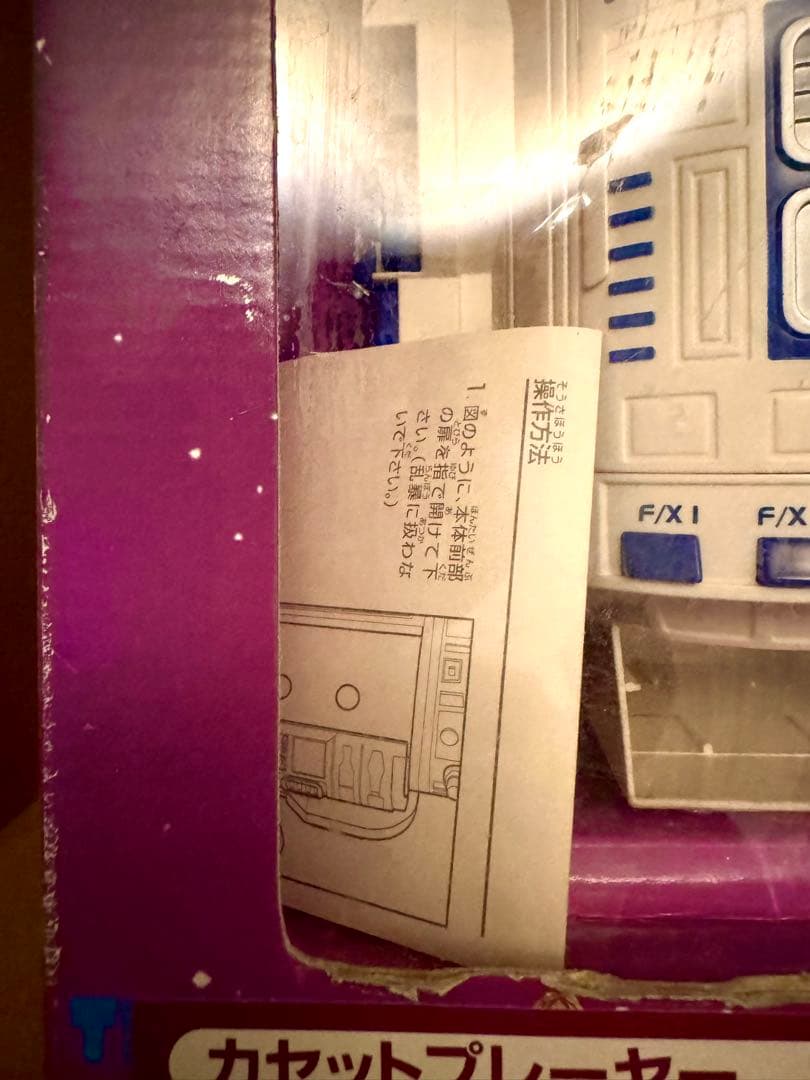 操作方法
1. 図のように、本体前部
の扉を指で開けて下
さい。(乱暴に扱わな
いで下さい。)
F/X I
F/X
カセットプレーヤー